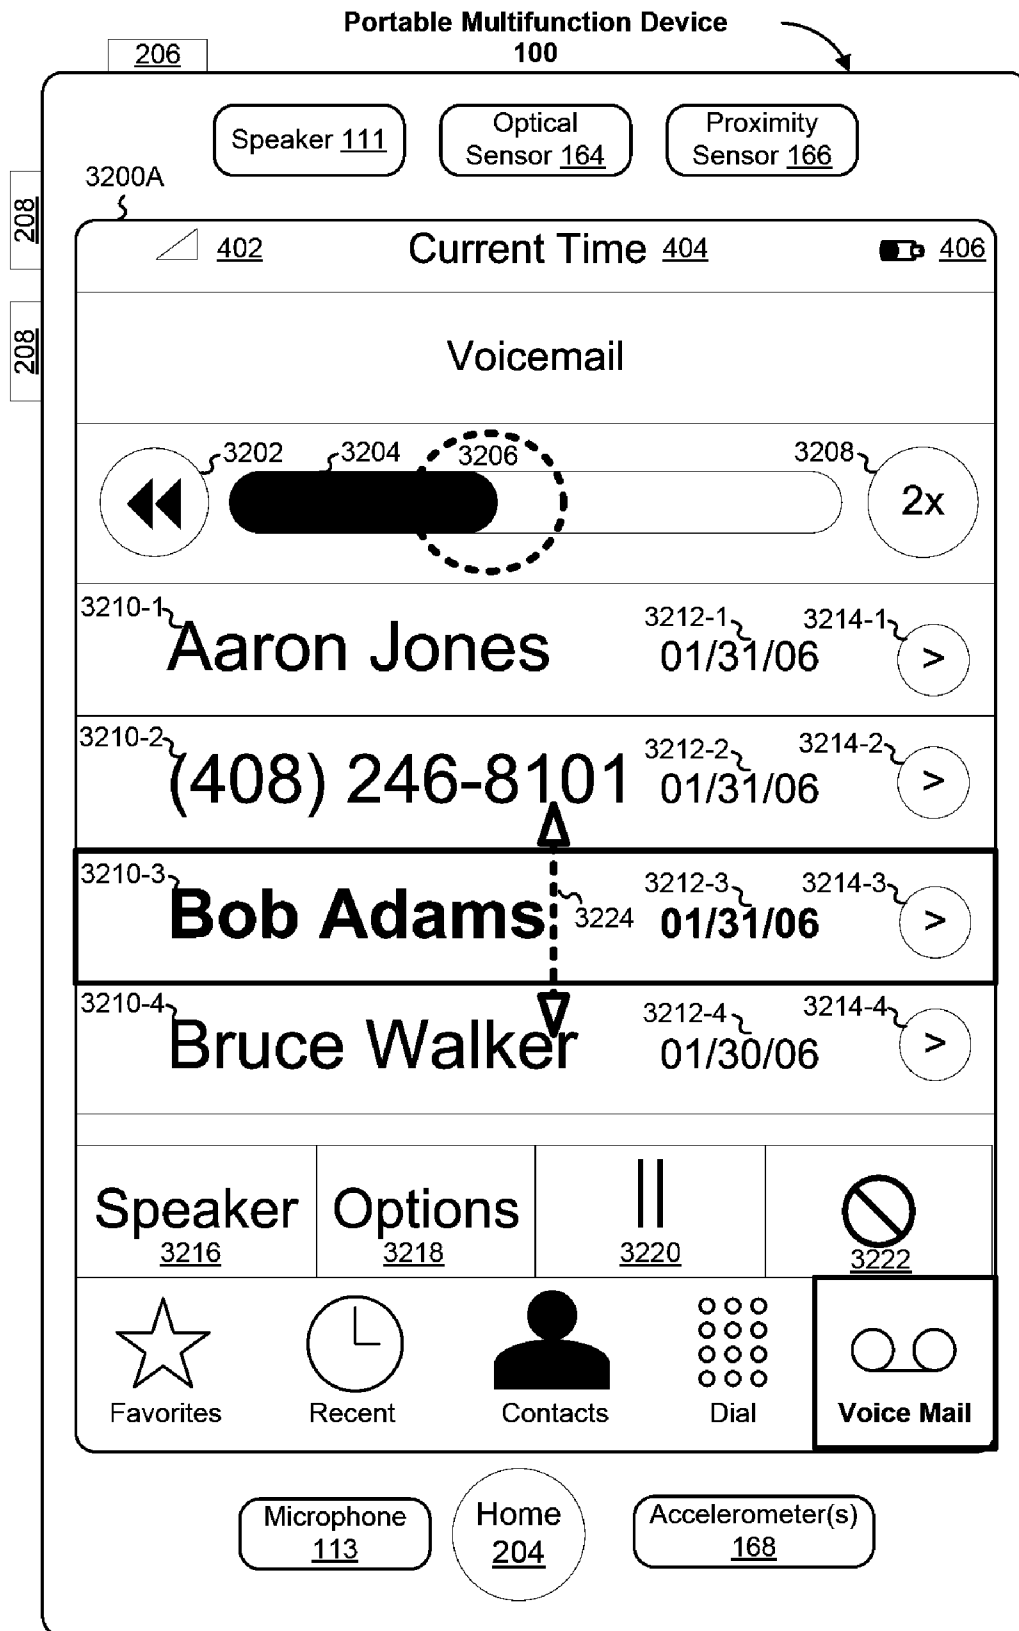 Portable Multifunction Device
100
206
Speaker 111
Optical
Sensor 164
Proximity
Sensor 166
3200A
208
208
402
Current Time 404
406
Voicemail
3202
3204
3206
3208
2x
3210-1
Aaron Jones
3212-1
01/31/06
3214-1
>
3210-2
(408) 246-8101
3212-2
01/31/06
3214-2
>
3210-3
Bob Adams
3224
3212-3
01/31/06
3214-3
>
3210-4
Bruce Walker
3212-4
01/30/06
3214-4
>
Speaker
3216
Options
3218
3220
3222
Favorites
Recent
Contacts
Dial
Voice Mail
Microphone
113
Home
204
Accelerometer(s)
168